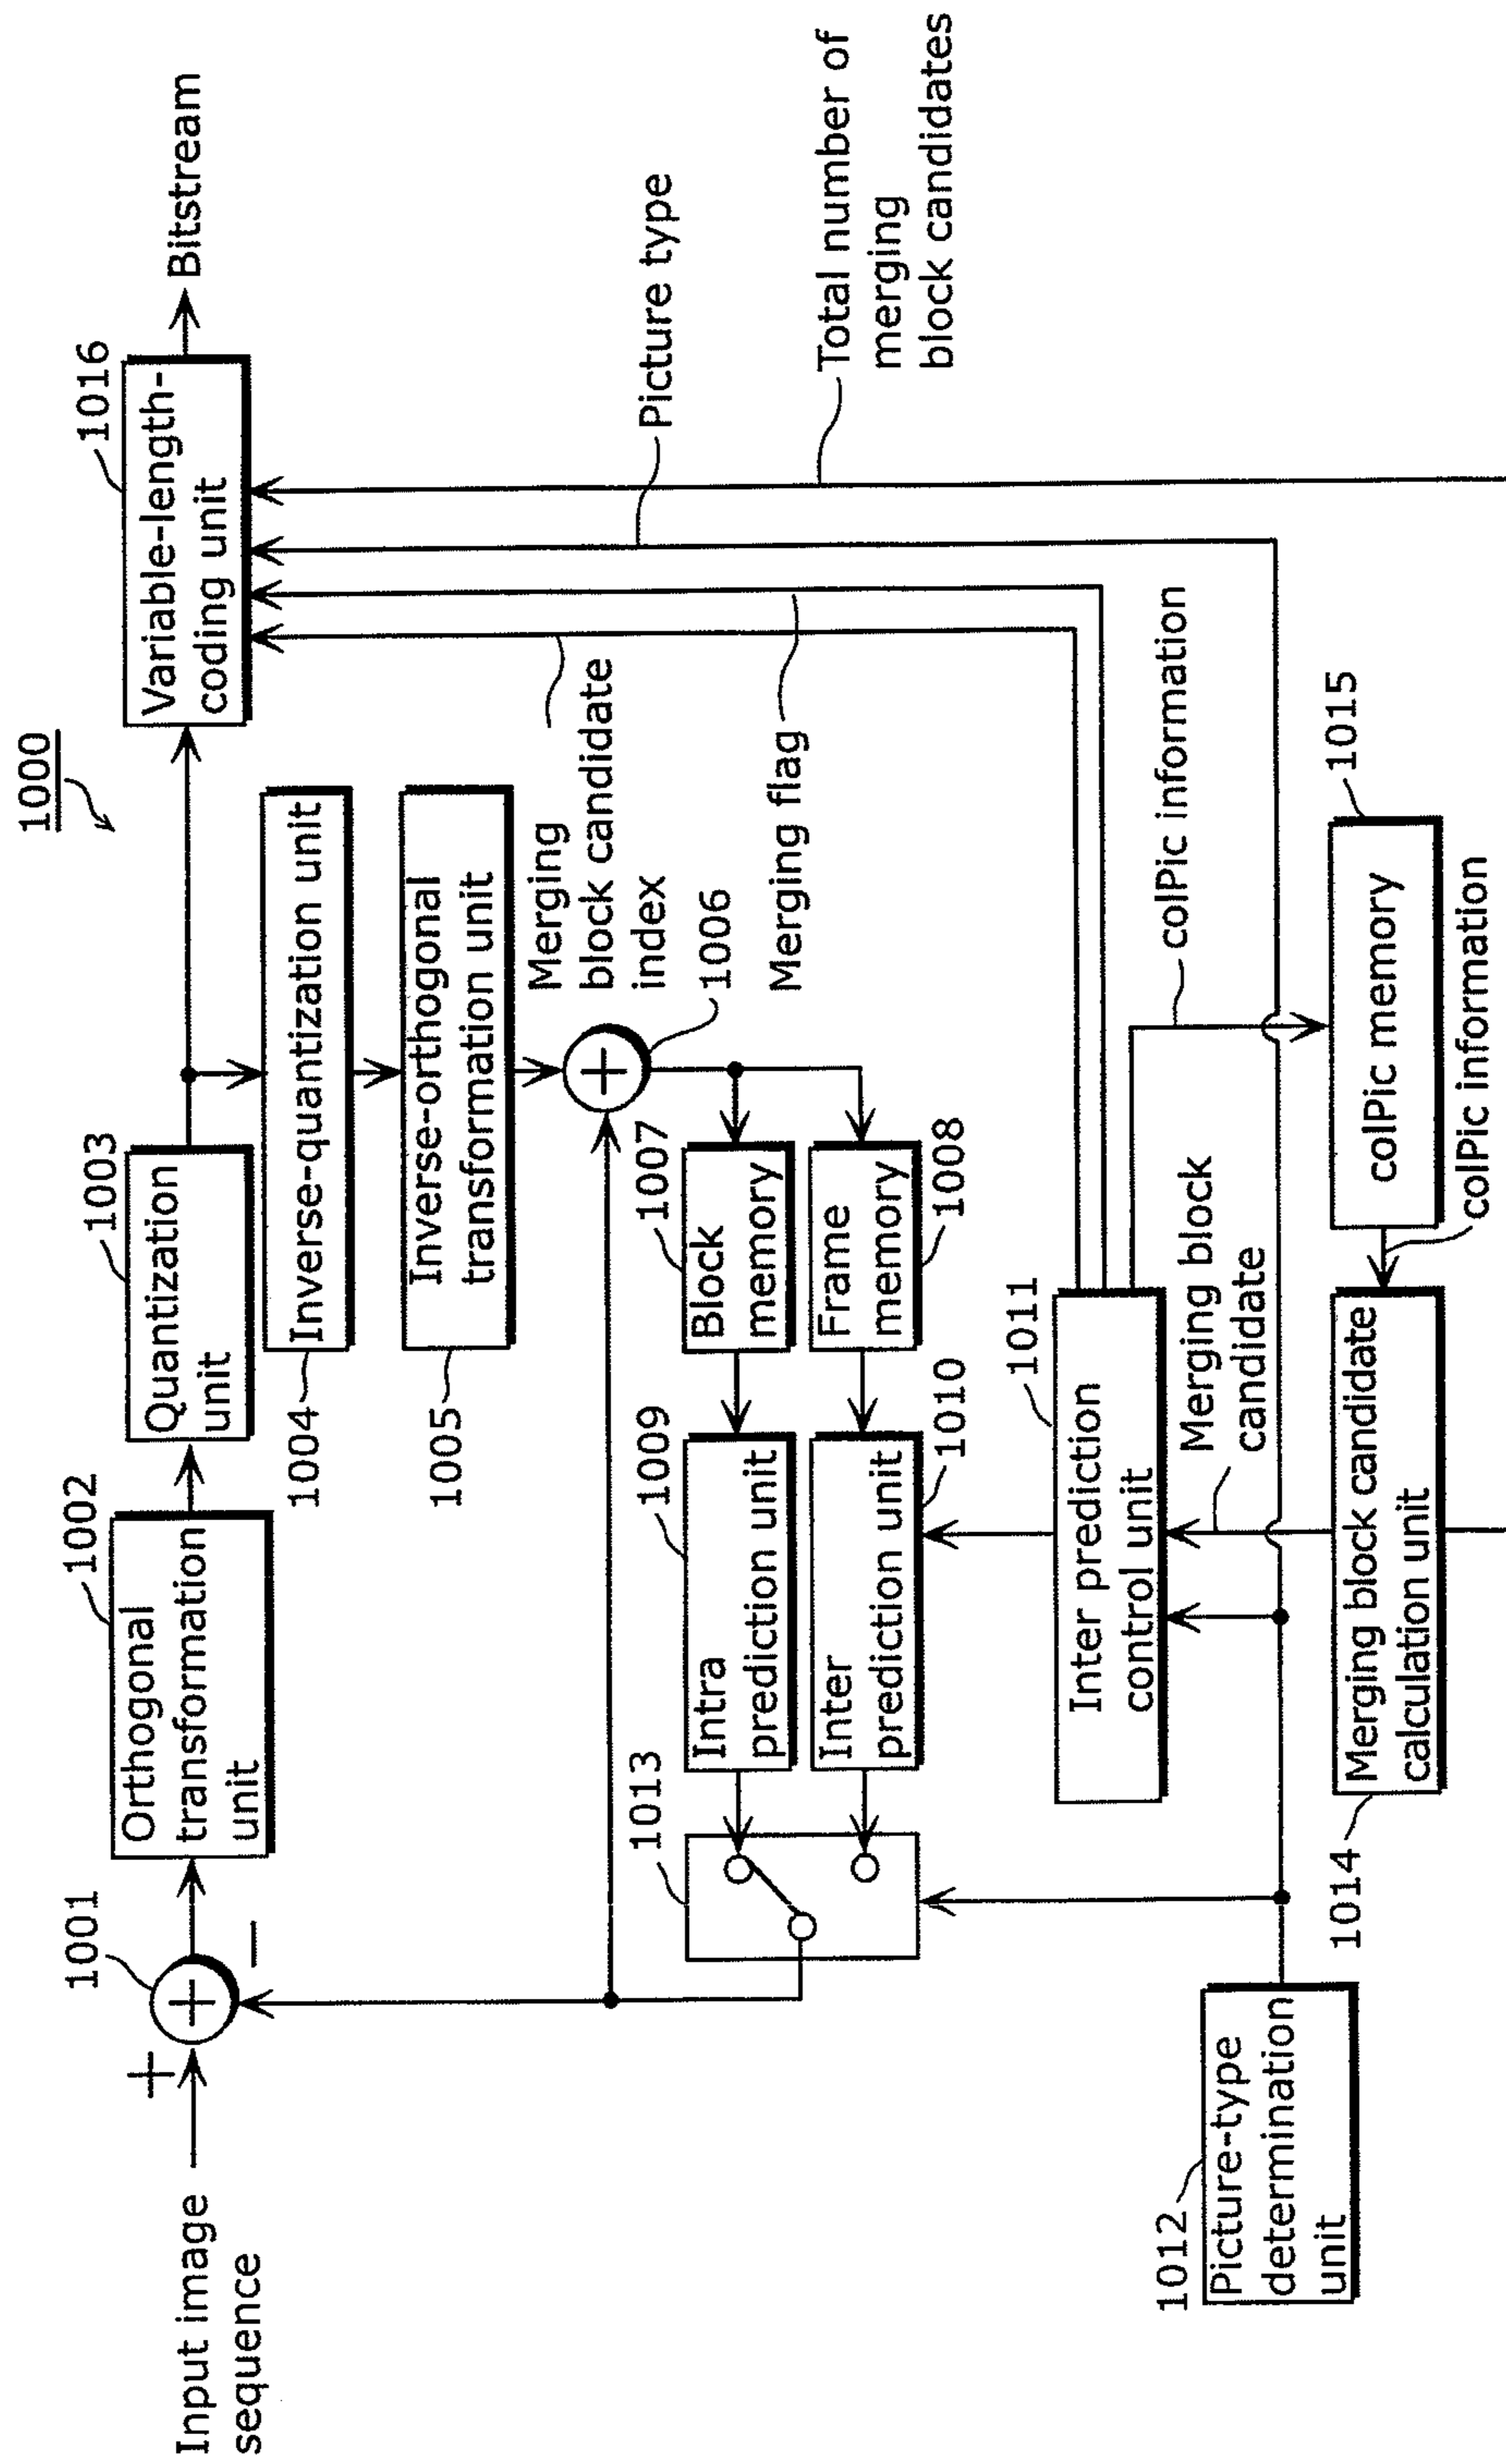 1000
Input image
sequence
+
−
1001
1002
Orthogonal
transformation
unit
1003
Quantization
unit
1016
Variable-length-
coding unit
Bitstream
1004
Inverse-quantization unit
1005
Inverse-orthogonal
transformation unit
Merging
block candidate
index
1006
Merging block candidate
Merging flag
Picture type
Total number of
merging
block candidates
1007
Block
memory
Frame
memory
1008
1009
Intra
prediction unit
Inter
prediction unit
1010
1013
1011
Inter prediction
control unit
Merging block
candidate
colPic information
1015
colPic memory
colPic information
1012
Picture-type
determination
unit
1014
Merging block candidate
calculation unit